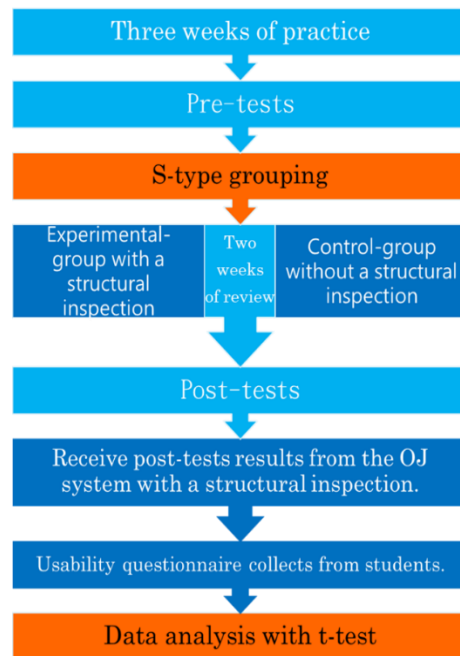 Three weeks of practice
Pre-tests
S-type grouping
Experimental-
group with a
structural
inspection
Two
weeks
of review
Control-group
without a structural
inspection
Post-tests
Receive post-tests results from the OJ
system with a structural inspection.
Usability questionnaire collects from students.
Data analysis with t-test